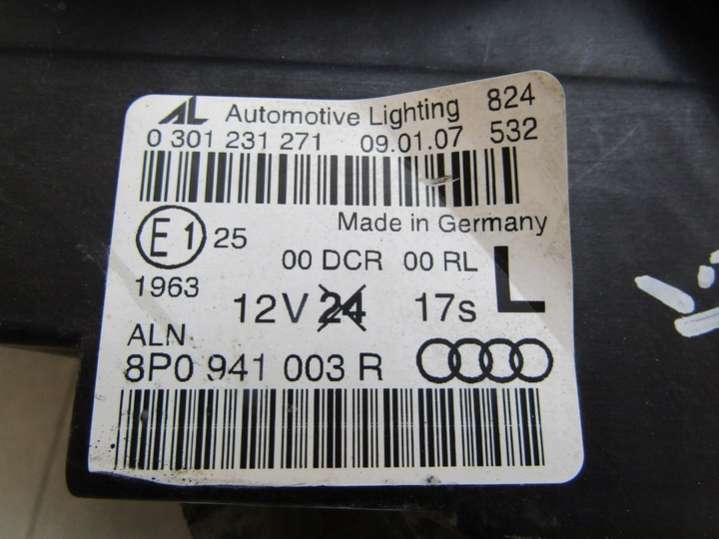 AL Automotive Lighting 824
0 301 231 271 09.01.07 532
Made in Germany
E1 25
00 DCR 00 RL L
1963
12V 24 17s
ALN
8P0 941 003 R